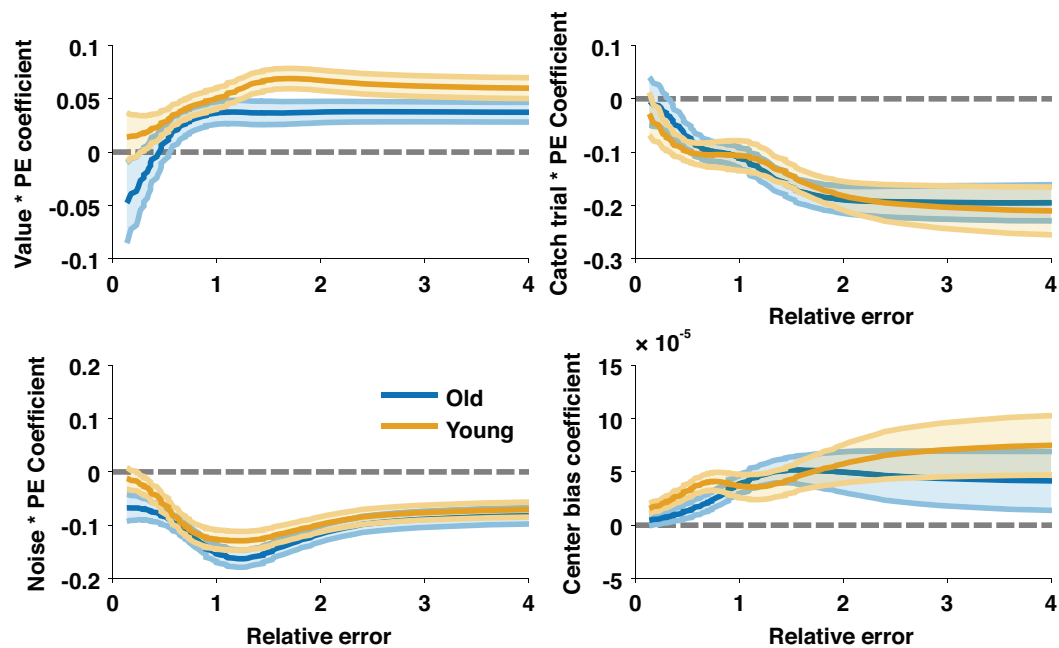 Value * PE coefficient
0.1
0.05
0
-0.05
-0.1
0 1 2 3 4
Catch trial * PE Coefficient
0.1
0
-0.1
-0.2
-0.3
0 1 2 3 4
Relative error
Noise * PE Coefficient
0.2
0.1
0
-0.1
-0.2
0 1 2 3 4
Relative error
Old
Young
Center bias coefficient
× 10-5
15
10
5
0
-5
0 1 2 3 4
Relative error